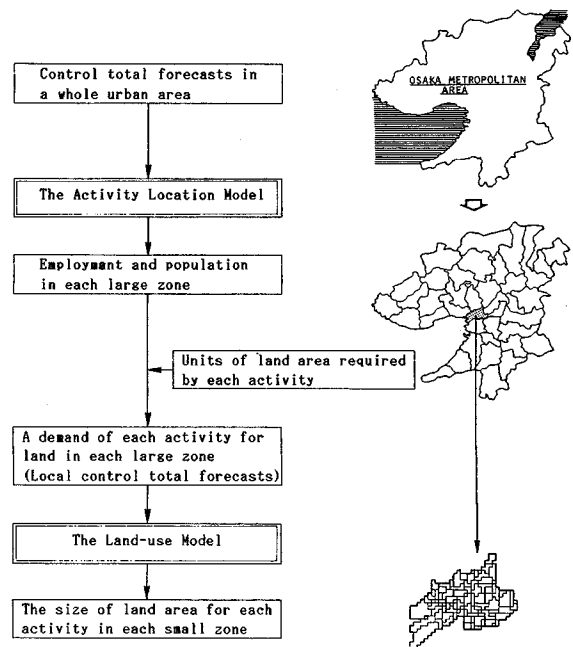 Control total forecasts in
a whole urban area
OSAKA METROPOLITAN
AREA
The Activity Location Model
Employment and population
in each large zone
Units of land area required
by each activity
A demand of each activity for
land in each large zone
(Local control total forecasts)
The Land-use Model
The size of land area for each
activity in each small zone